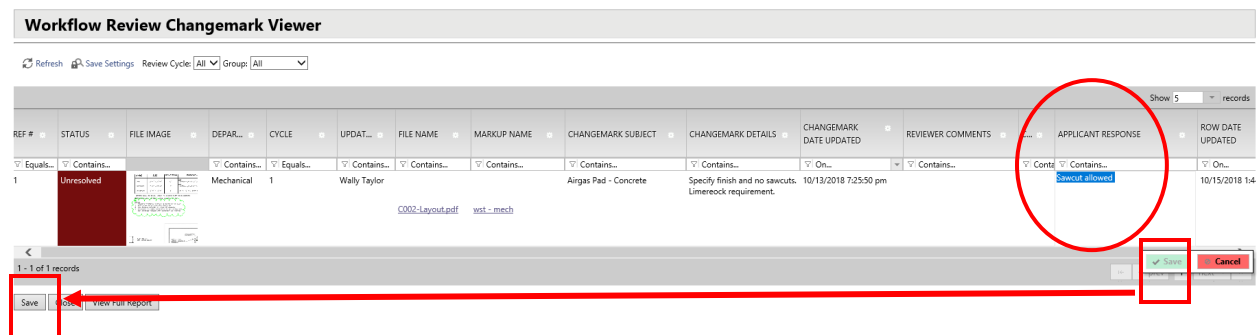 Workflow Review Changemark Viewer
Refresh Save Settings Review Cycle: All Group: All
Show 5 records
REF # STATUS FILE IMAGE DEPAR... CYCLE UPDAT... FILE NAME MARKUP NAME CHANGEMARK SUBJECT CHANGEMARK DETAILS CHANGEMARK DATE UPDATED REVIEWER COMMENTS APPLICANT RESPONSE ROW DATE UPDATED
Equals... Contains... Contains... Equals... Contains... Contains... Contains... Contains... Contains... On... Contains... Conta Contains... On...
1 Unresolved Mechanical 1 Wally Taylor Airgas Pad - Concrete Specify finish and no sawcuts. 10/13/2018 7:25:50 pm Sawcut allowed 10/15/2018 1:4
Limereock requirement.
C002-Layout.pdf wst - mech
1 - 1 of 1 records
Save Cancel
Save Close View Full Report